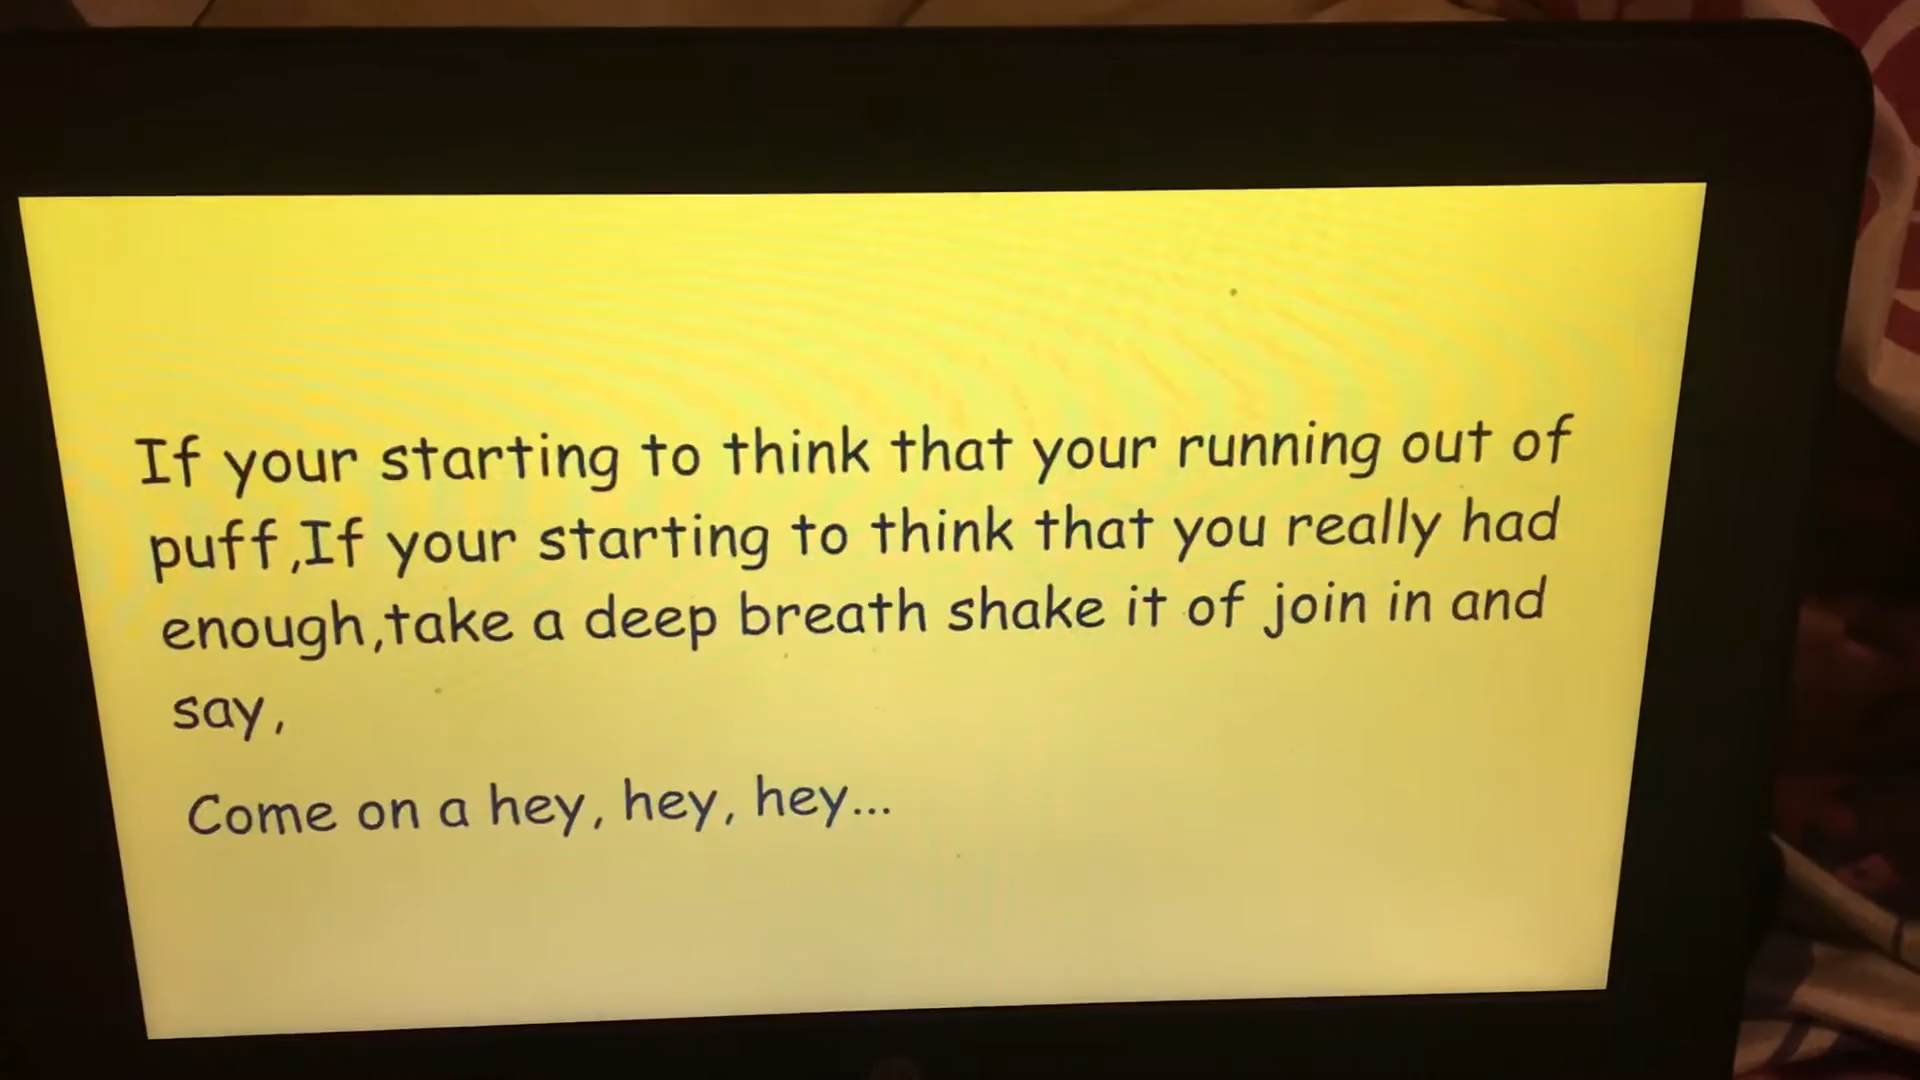 If your starting to think that your running out of
puff,If your starting to think that you really had
enough,take a deep breath shake it of join in and
say,
Come on a hey, hey, hey...